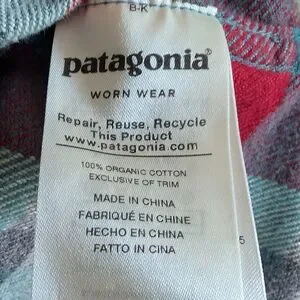 B-K
patagonia®
WORN WEAR
Repair, Reuse, Recycle
This Product
www.patagonia.com
100% ORGANIC COTTON
EXCLUSIVE OF TRIM
MADE IN CHINA
FABRIQUÉ EN CHINE
HECHO EN CHINA
FATTO IN CINA
5